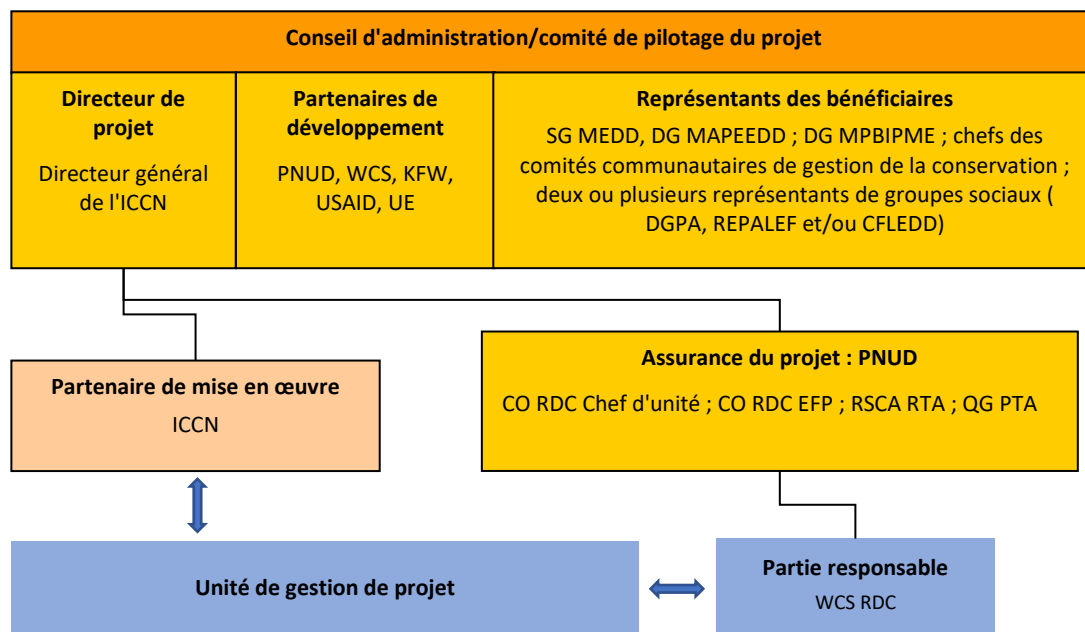 Conseil d'administration/comité de pilotage du projet
Directeur de
projet
Directeur général
de l'ICCN
Partenaires de
développement
PNUD, WCS, KFW,
USAID, UE
Représentants des bénéficiaires
SG MEDD, DG MAPEEDD ; DG MPBIPME ; chefs des
comités communautaires de gestion de la conservation ;
deux ou plusieurs représentants de groupes sociaux (
DGPA, REPALEF et/ou CFLEDD)
Partenaire de mise en œuvre
ICCN
Assurance du projet : PNUD
CO RDC Chef d'unité ; CO RDC EFP ; RSCA RTA ; QG PTA
Unité de gestion de projet
Partie responsable
WCS RDC